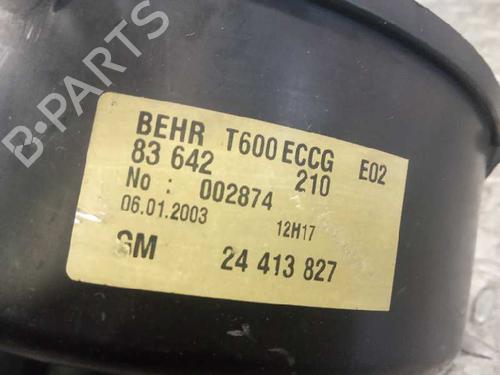 BEHR T600 ECCG E02
83 642 210
No : 002874
06.01.2003 12H17
GM 24 413 827
B-PARTS